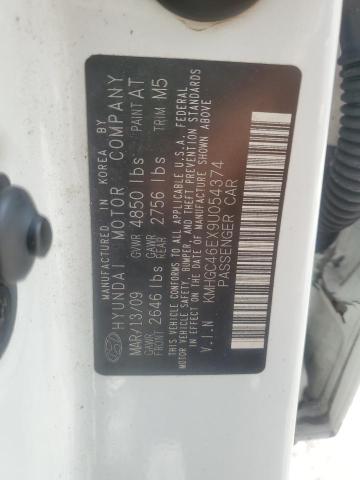 MANUFACTURED IN KOREA BY
HYUNDAI MOTOR COMPANY
MAR/13/09 GVWR 4850 lbs PAINT AT
GAWR FRONT 2646 lbs GAWR REAR 2756 lbs TRIM M5
THIS VEHICLE CONFORMS TO ALL APPLICABLE U.S.A. FEDERAL
MOTOR VEHICLE SAFETY, BUMPER, AND THEFT PREVENTION STANDARDS
IN EFFECT ON THE DATE OF MANUFACTURE SHOWN ABOVE
V.I.N KMHGC46EX9U054374
PASSENGER CAR